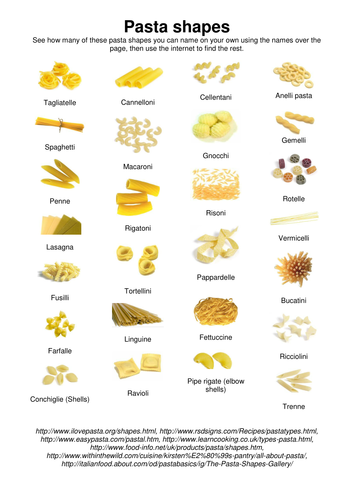 Pasta shapes
See how many of these pasta shapes you can name on your own using the names over the
page, then use the internet to find the rest.
Tagliatelle
Cannelloni
Cellentani
Anelli pasta
Spaghetti
Macaroni
Gnocchi
Gemelli
Penne
Rigatoni
Risoni
Rotelle
Lasagna
Tortellini
Pappardelle
Vermicelli
Fusilli
Linguine
Fettuccine
Bucatini
Farfalle
Ravioli
Pipe rigate (elbow
shells)
Ricciolini
Conchiglie (Shells)
Trenne
http://www.ilovepasta.org/shapes.html, http://www.rsdsigns.com/Recipes/pastatypes.html,
http://www.easypasta.com/pastal.htm, http://www.learncooking.co.uk/types-pasta.html,
http://www.food-info.net/uk/products/pasta/shapes.htm,
http://www.withinthewild.com/cuisine/kirsten%E2%80%99s-pantry/all-about-pasta/,
http://italianfood.about.com/od/pastabasics/ig/The-Pasta-Shapes-Gallery/